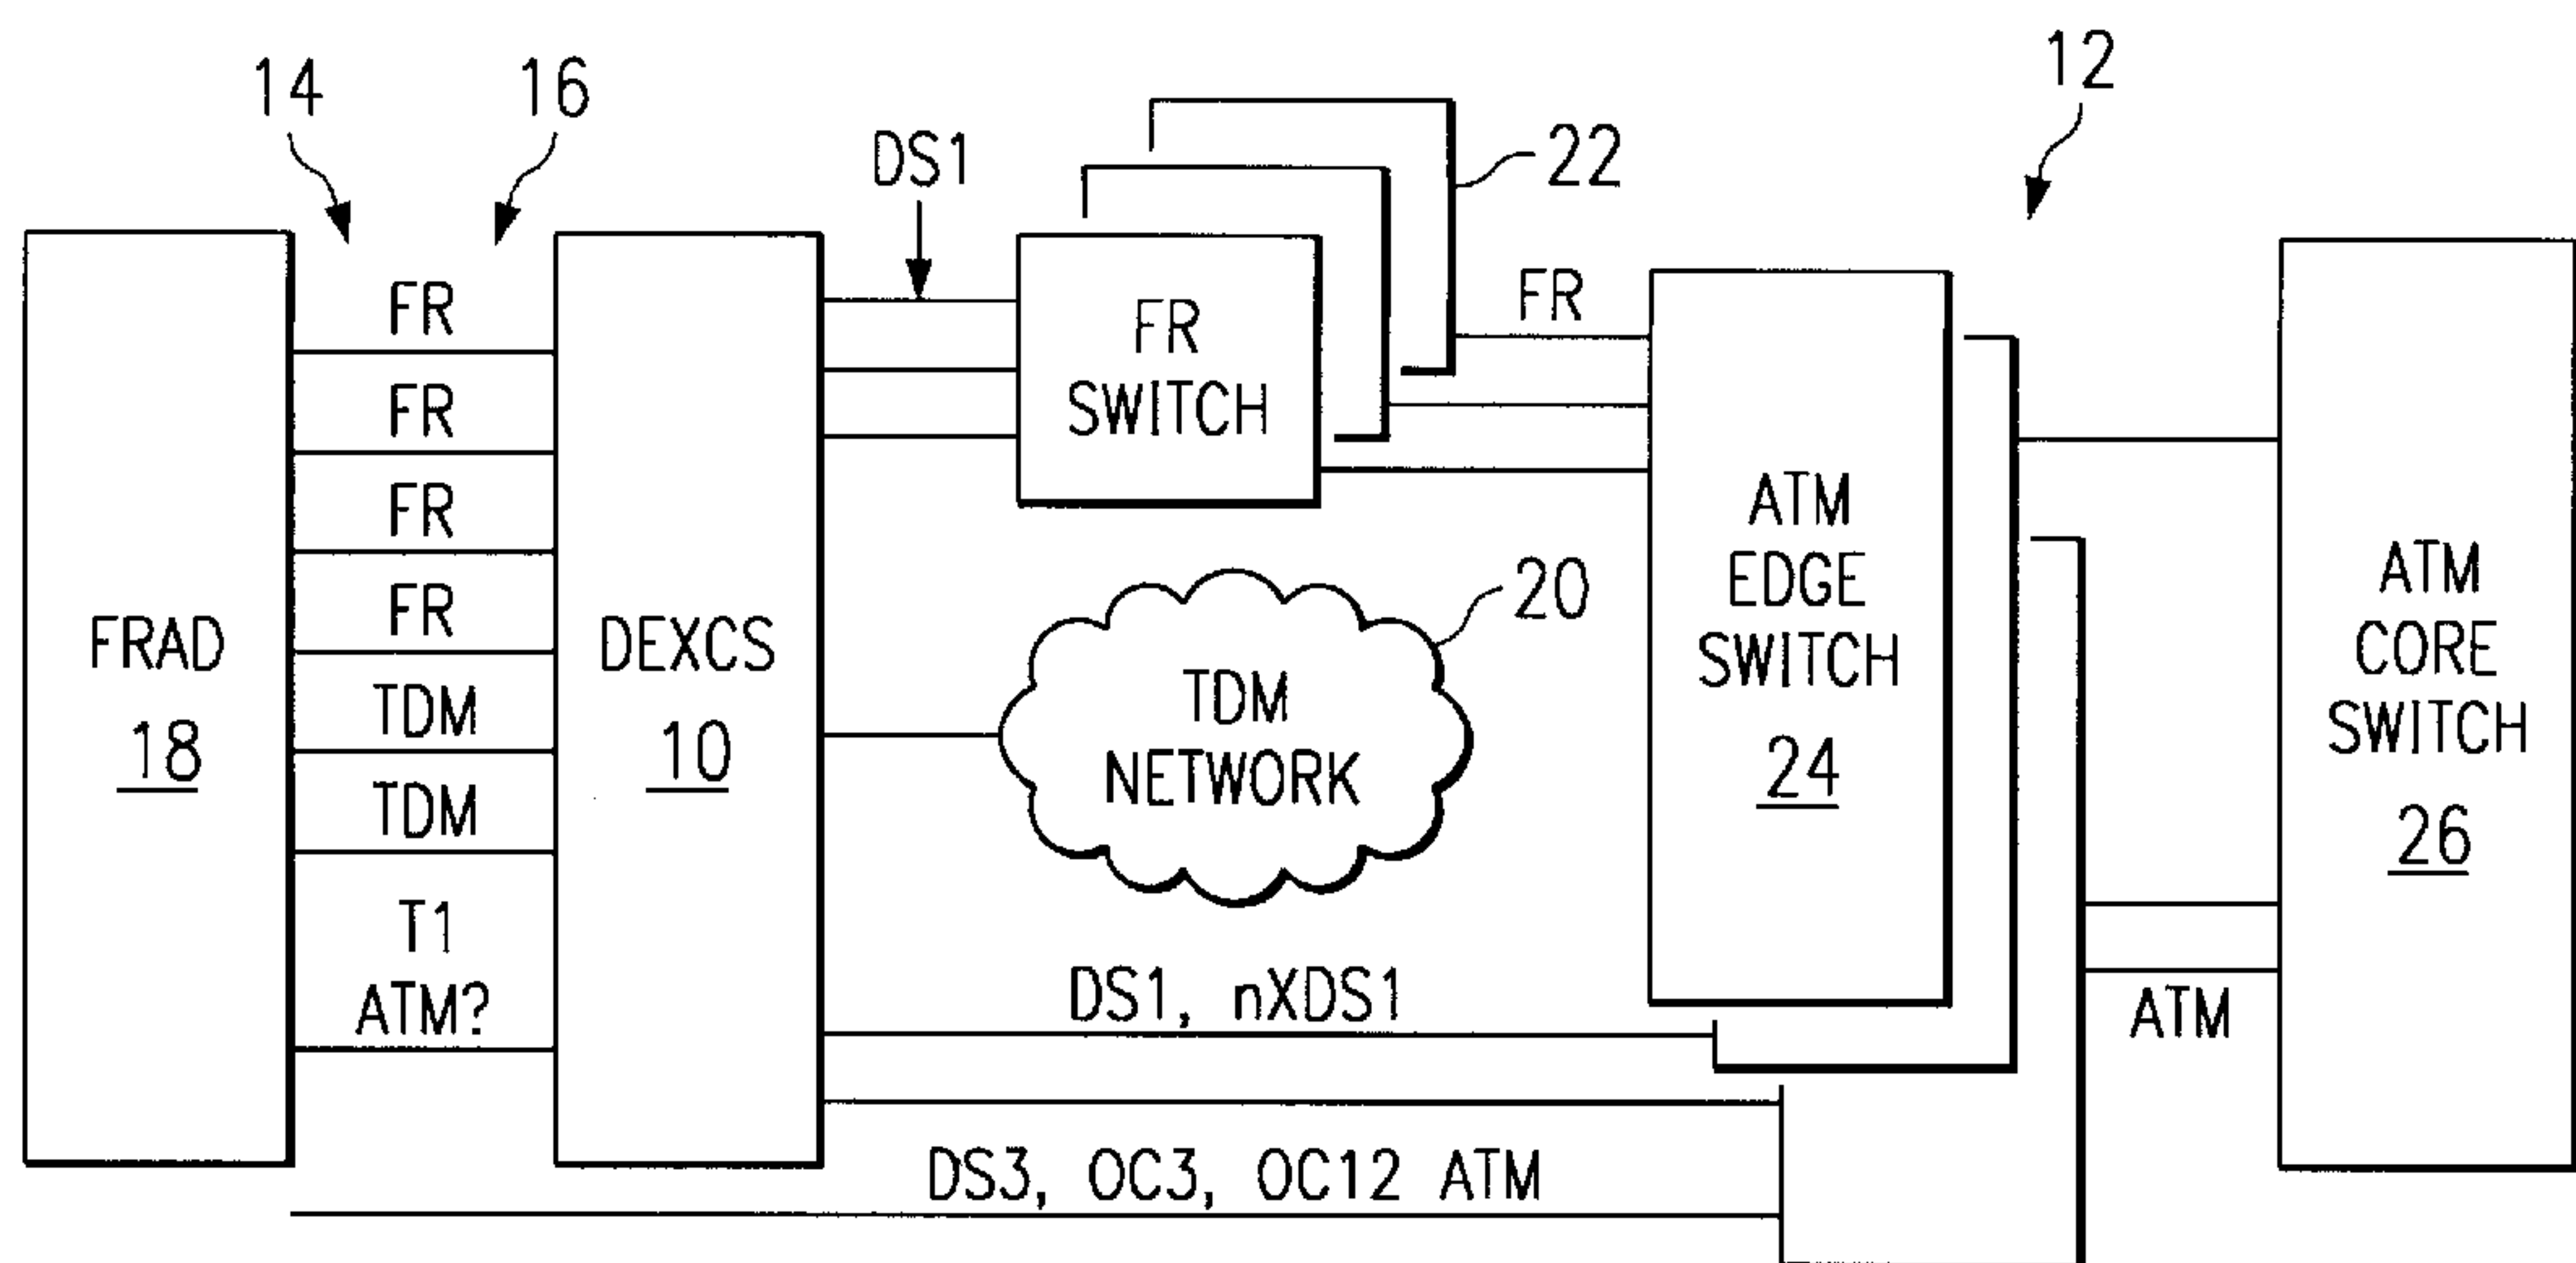 14
16
12
DS1
22
FR
FR
FR
FR
FR
TDM
TDM
T1
ATM?
FRAD
18
DEXCS
10
FR
SWITCH
20
TDM
NETWORK
DS1, nXDS1
DS3, OC3, OC12 ATM
ATM
EDGE
SWITCH
24
ATM
ATM
CORE
SWITCH
26